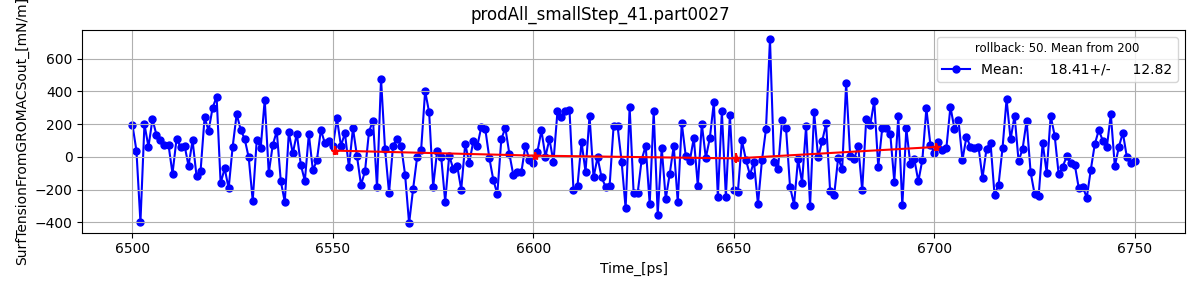 prodAll_smallStep_41.part0027
SurfTensionFromGROMACSout_[mN/m]
600
400
200
0
−200
−400
rollback: 50. Mean from 200
Mean: 18.41+/- 12.82
6500 6550 6600 6650 6700 6750
Time_[ps]